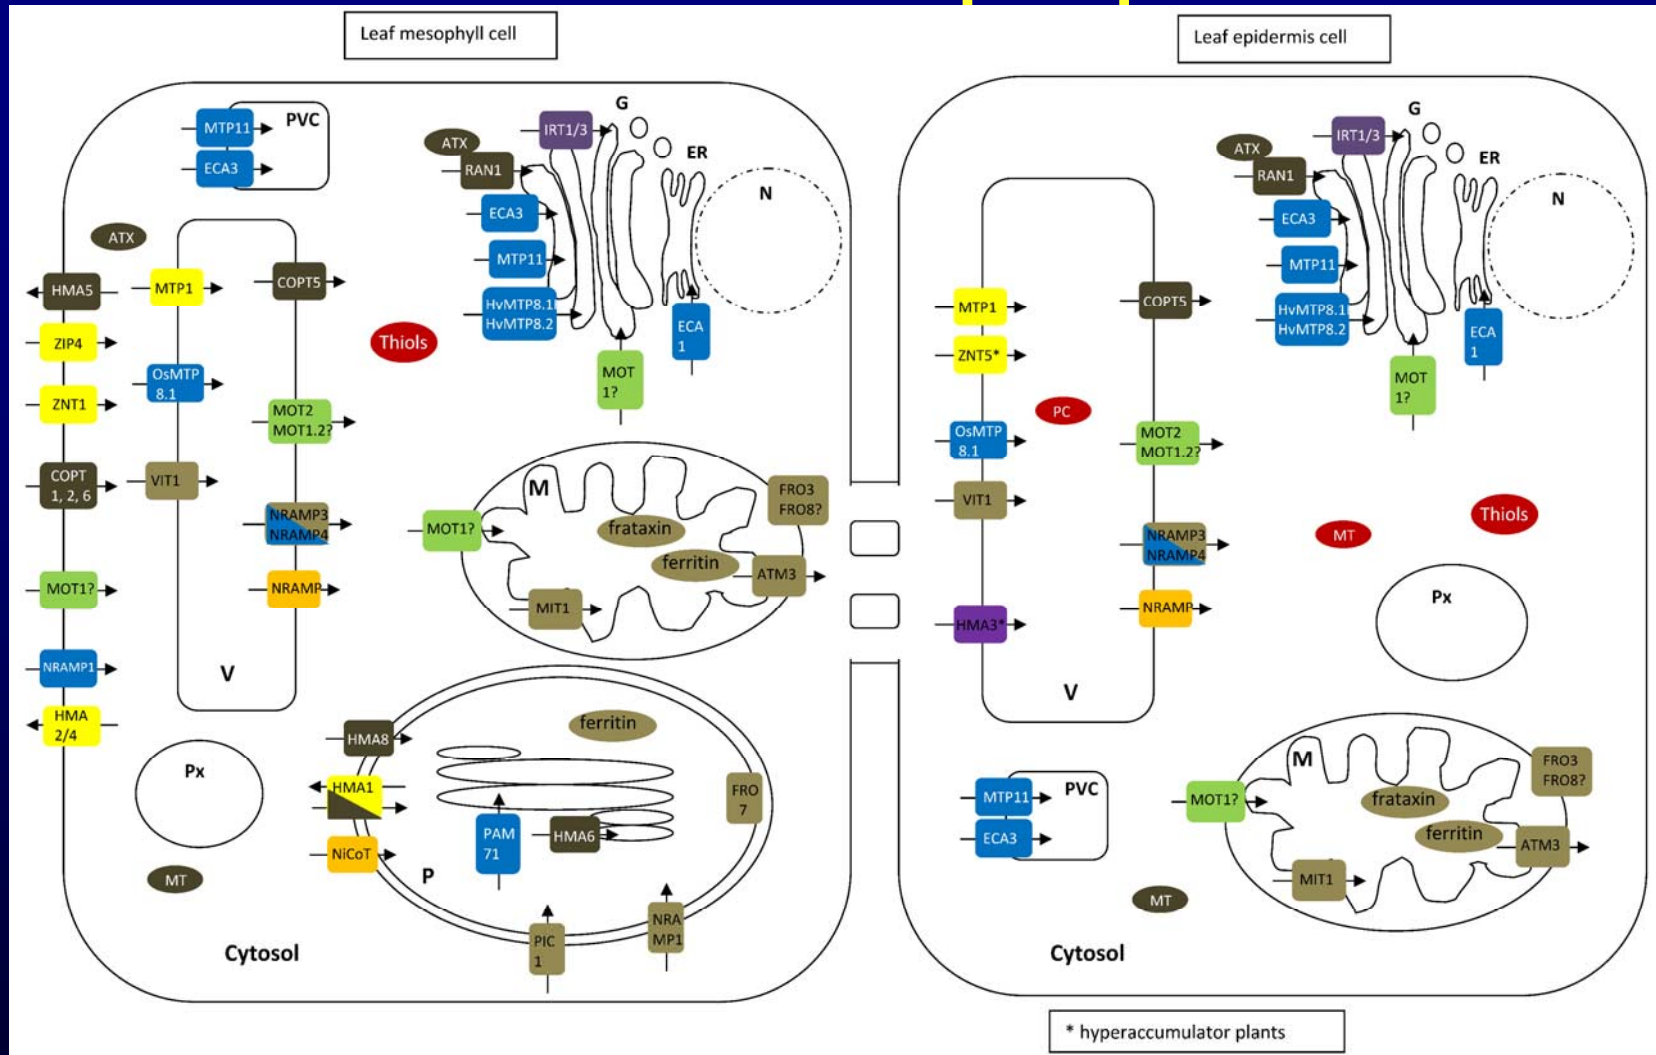 Leaf mesophyll cell
PVC
MTP11
ECA3
G
IRT1/3
ATX
RAN1
ER
N
ECA3
MTP11
HvMTP8.1
HvMTP8.2
ECA
1
MOT
1?
ATX
HMA5
MTP1
COPT5
ZIP4
Thiols
OsMTP
8.1
ZNT1
MOT2
MOT1.2?
COPT
1, 2, 6
VIT1
NRAMP3
NRAMP4
MOT1?
NRAMP
NRAMP1
V
HMA
2/4
M
FRO3
FRO8?
frataxin
MOT1?
ferritin
ATM3
MIT1
Px
MT
HMA8
ferritin
HMA1
FRO
7
PAM
71
HMA6
NiCoT
P
NRA
MP1
PIC
1
Cytosol
Leaf epidermis cell
G
IRT1/3
ATX
RAN1
ER
N
ECA3
MTP11
HvMTP8.1
HvMTP8.2
ECA
1
MOT
1?
MTP1
COPT5
ZNT5*
PC
OsMTP
8.1
MOT2
MOT1.2?
VIT1
NRAMP3
NRAMP4
HMA3*
NRAMP
V
Thiols
MT
Px
PVC
MTP11
ECA3
M
FRO3
FRO8?
MOT1?
frataxin
ferritin
ATM3
MIT1
MT
Cytosol
* hyperaccumulator plants